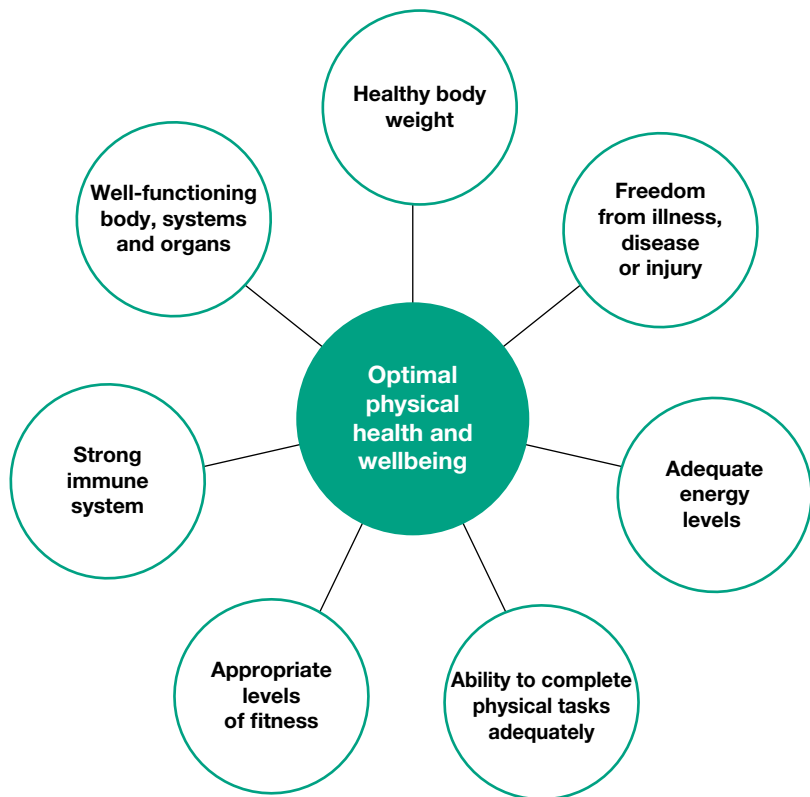 Healthy body
weight
Freedom
from illness,
disease
or injury
Adequate
energy
levels
Ability to complete
physical tasks
adequately
Appropriate
levels
of fitness
Strong
immune
system
Well-functioning
body, systems
and organs
Optimal
physical
health and
wellbeing